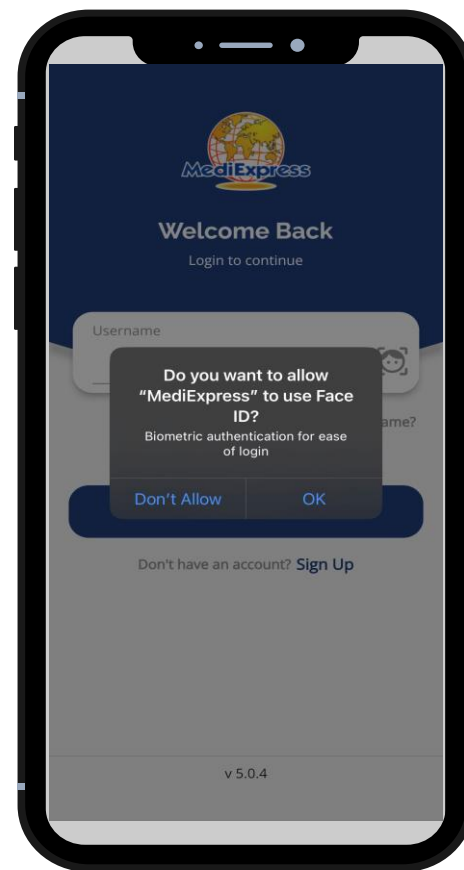 MediExpress
Welcome Back
Login to continue
Username
ame?
Do you want to allow
“MediExpress” to use Face
ID?
Biometric authentication for ease
of login
Don’t Allow
OK
Don't have an account? Sign Up
v 5.0.4